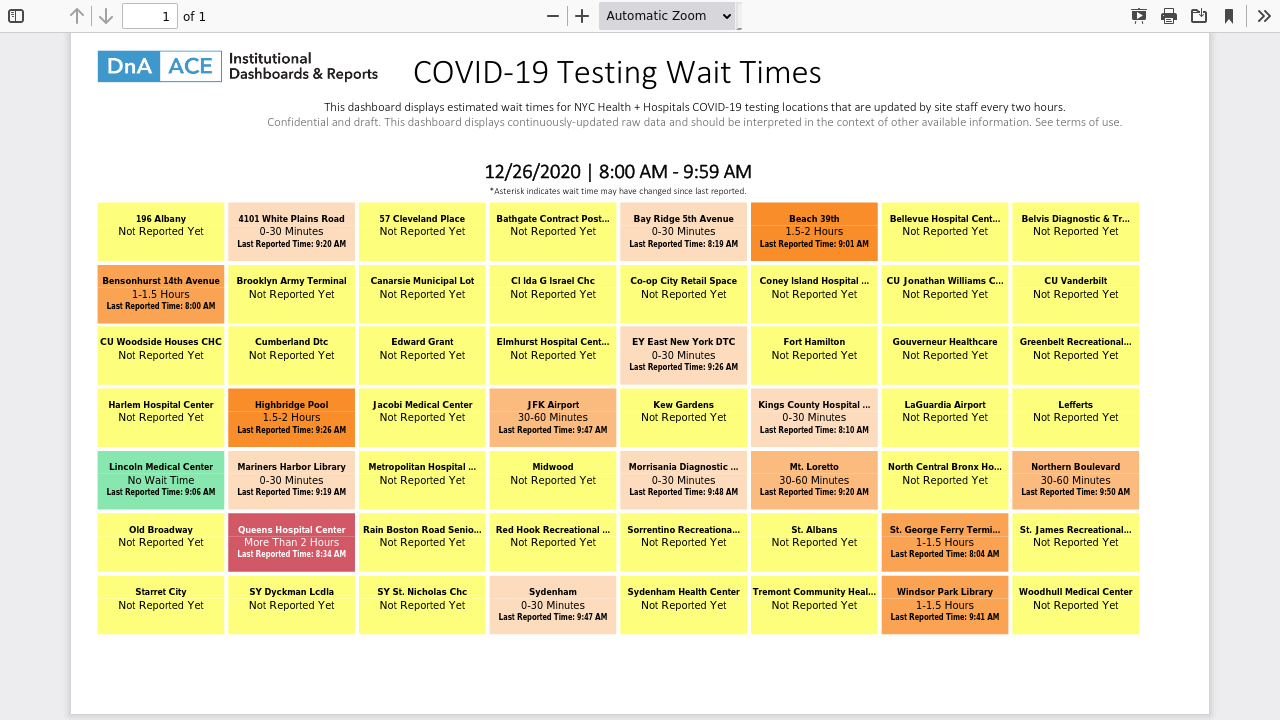 1 of 1 Automatic Zoom
DnA ACE Institutional Dashboards & Reports
COVID-19 Testing Wait Times
This dashboard displays estimated wait times for NYC Health + Hospitals COVID-19 testing locations that are updated by site staff every two hours.
Confidential and draft. This dashboard displays continuously-updated raw data and should be interpreted in the context of other available information. See terms of use.
12/26/2020 | 8:00 AM - 9:59 AM
*Asterisk indicates wait time may have changed since last reported.
196 Albany
Not Reported Yet
4101 White Plains Road
0-30 Minutes
Last Reported Time: 9:20 AM
57 Cleveland Place
Not Reported Yet
Bathgate Contract Post...
Not Reported Yet
Bay Ridge 5th Avenue
0-30 Minutes
Last Reported Time: 8:19 AM
Beach 39th
1.5-2 Hours
Last Reported Time: 9:01 AM
Bellevue Hospital Cent...
Not Reported Yet
Belvis Diagnostic & Tr...
Not Reported Yet
Bensonhurst 14th Avenue
1-1.5 Hours
Last Reported Time: 8:00 AM
Brooklyn Army Terminal
Not Reported Yet
Canarsie Municipal Lot
Not Reported Yet
CI Ida G Israel Chc
Not Reported Yet
Co-op City Retail Space
Not Reported Yet
Coney Island Hospital ...
Not Reported Yet
CU Jonathan Williams C...
Not Reported Yet
CU Vanderbilt
Not Reported Yet
CU Woodside Houses CHC
Not Reported Yet
Cumberland Dtc
Not Reported Yet
Edward Grant
Not Reported Yet
Elmhurst Hospital Cent...
Not Reported Yet
EY East New York DTC
0-30 Minutes
Last Reported Time: 9:26 AM
Fort Hamilton
Not Reported Yet
Gouverneur Healthcare
Not Reported Yet
Greenbelt Recreational...
Not Reported Yet
Harlem Hospital Center
Not Reported Yet
Highbridge Pool
1.5-2 Hours
Last Reported Time: 9:26 AM
Jacobi Medical Center
Not Reported Yet
JFK Airport
30-60 Minutes
Last Reported Time: 9:47 AM
Kew Gardens
Not Reported Yet
Kings County Hospital ...
0-30 Minutes
Last Reported Time: 8:10 AM
LaGuardia Airport
Not Reported Yet
Lefferts
Not Reported Yet
Lincoln Medical Center
No Wait Time
Last Reported Time: 9:06 AM
Mariners Harbor Library
0-30 Minutes
Last Reported Time: 9:19 AM
Metropolitan Hospital ...
Not Reported Yet
Midwood
Not Reported Yet
Morrisania Diagnostic ...
0-30 Minutes
Last Reported Time: 9:48 AM
Mt. Loretto
30-60 Minutes
Last Reported Time: 9:20 AM
North Central Bronx Ho...
Not Reported Yet
Northern Boulevard
30-60 Minutes
Last Reported Time: 9:50 AM
Old Broadway
Not Reported Yet
Queens Hospital Center
More Than 2 Hours
Last Reported Time: 8:34 AM
Rain Boston Road Senio...
Not Reported Yet
Red Hook Recreational ...
Not Reported Yet
Sorrentino Recreationa...
Not Reported Yet
St. Albans
Not Reported Yet
St. George Ferry Termi...
1-1.5 Hours
Last Reported Time: 8:04 AM
St. James Recreational...
Not Reported Yet
Starret City
Not Reported Yet
SY Dyckman Lcdla
Not Reported Yet
SY St. Nicholas Chc
Not Reported Yet
Sydenham
0-30 Minutes
Last Reported Time: 9:47 AM
Sydenham Health Center
Not Reported Yet
Tremont Community Heal...
Not Reported Yet
Windsor Park Library
1-1.5 Hours
Last Reported Time: 9:41 AM
Woodhull Medical Center
Not Reported Yet